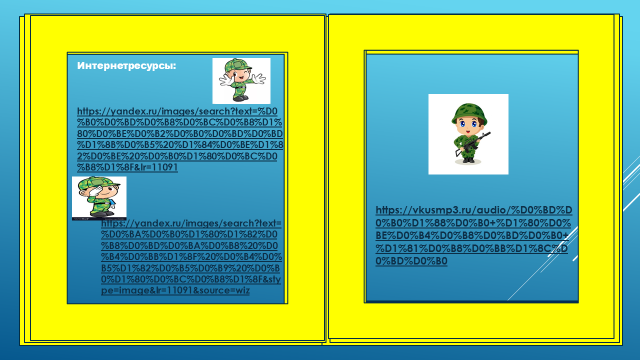 Интернетресурсы:
https://yandex.ru/images/search?text=%D0
%B0%D0%BD%D0%B8%D0%BC%D0%B8%D1%
80%D0%BE%D0%B2%D0%B0%D0%BD%D0%BD
%D1%8B%D0%B5%20%D1%84%D0%BE%D1%8
2%D0%BE%20%D0%B0%D1%80%D0%BC%D0
%B8%D1%8F&lr=11091
https://yandex.ru/images/search?text=
%D0%BA%D0%B0%D1%80%D1%82%D0
%B8%D0%BD%D0%BA%D0%B8%20%D0
%B4%D0%BB%D1%8F%20%D0%B4%D0%
B5%D1%82%D0%B5%D0%B9%20%D0%B
0%D1%80%D0%BC%D0%B8%D1%8F&sty
pe=image&lr=11091&source=wiz
https://vkusmp3.ru/audio/%D0%BD%D
0%B0%D1%88%D0%B0+%D1%80%D0%
BE%D0%B4%D0%B8%D0%BD%D0%B0+
%D1%81%D0%B8%D0%BB%D1%8C%D
0%BD%D0%B0